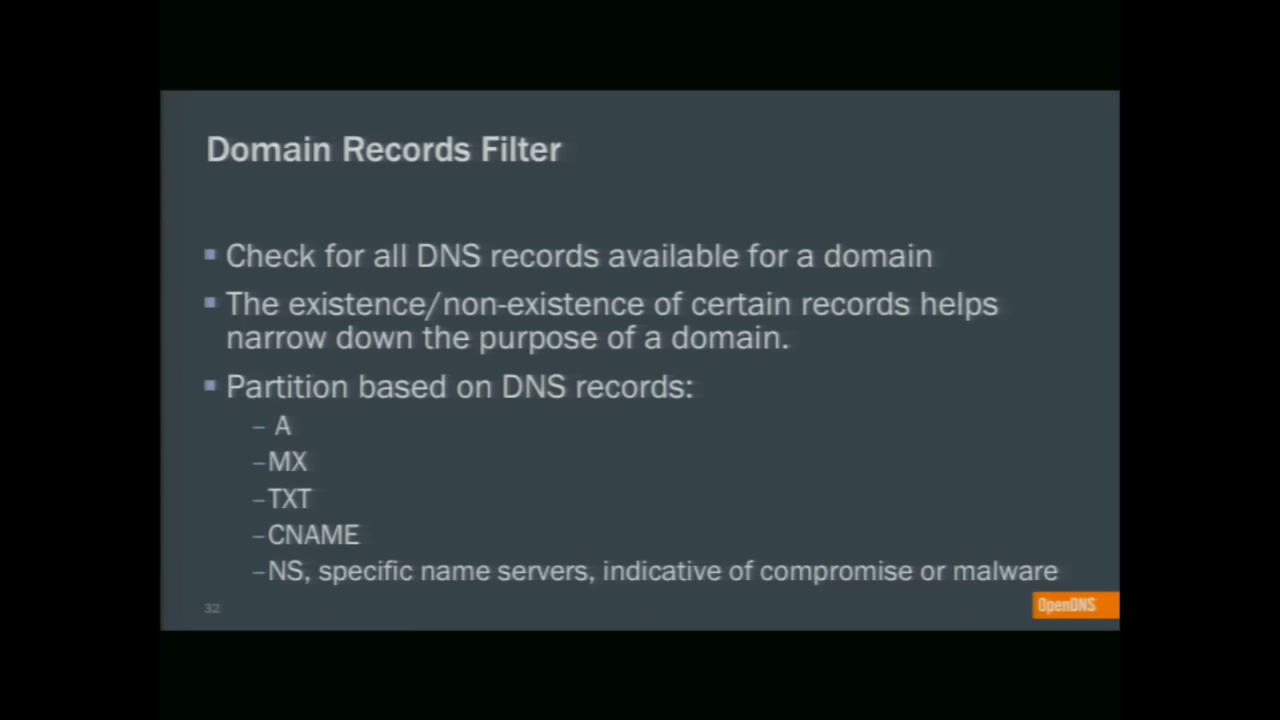 Domain Records Filter
▪ Check for all DNS records available for a domain
▪ The existence/non-existence of certain records helps
narrow down the purpose of a domain.
▪ Partition based on DNS records:
– A
–MX
–TXT
–CNAME
–NS, specific name servers, indicative of compromise or malware
32
OpenDNS